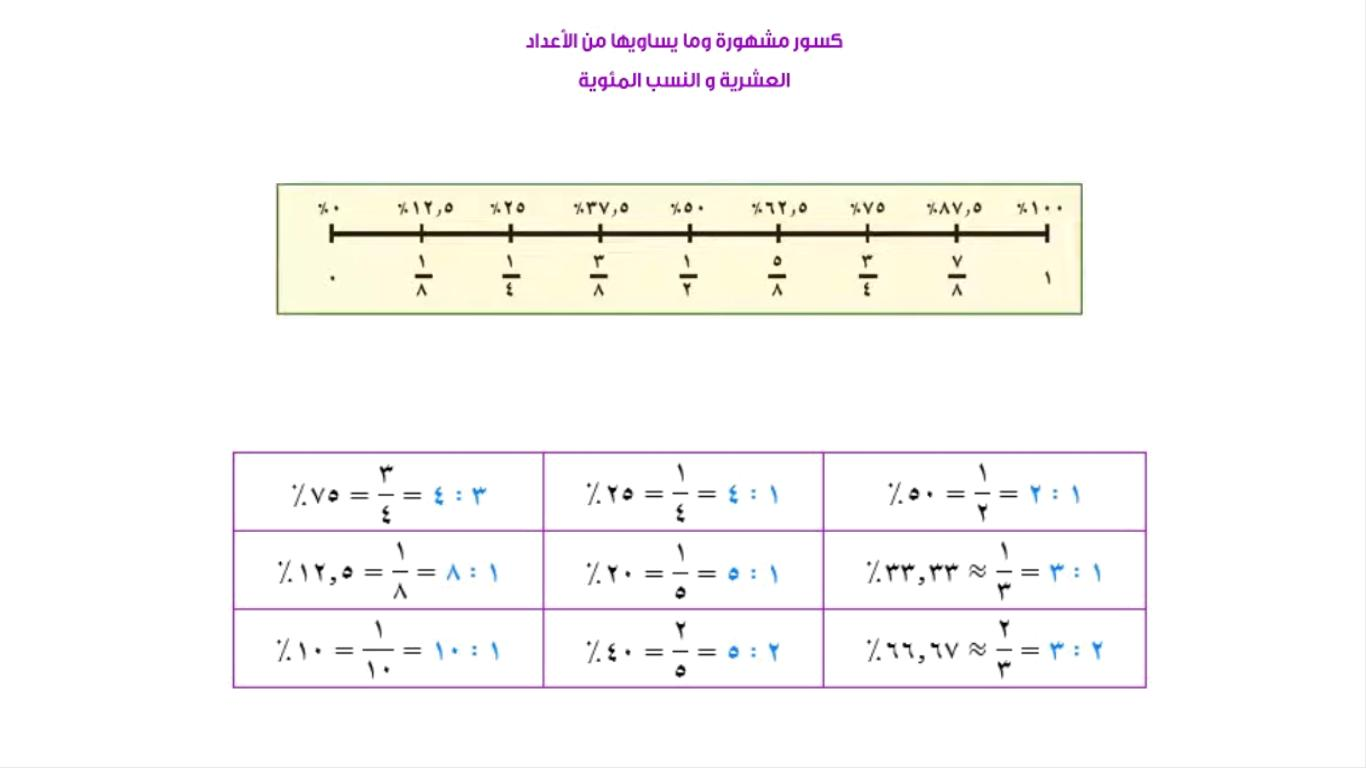 كسور مشهورة وما يساويها من الأعداد
العشرية و النسب المئوية
٪٠ ٪١٢,٥ ٪٢٥ ٪٣٧,٥ ٪٥٠ ٪٦٢,٥ ٪٧٥ ٪٨٧,٥ ٪١٠٠
٠ ١/٨ ١/٤ ٣/٨ ١/٢ ٥/٨ ٣/٤ ٧/٨ ١
١ : ٢ = ١/٢ = ٥٠٪
١ : ٤ = ١/٤ = ٢٥٪
٣ : ٤ = ٣/٤ = ٧٥٪
١ : ٣ = ١/٣ ≈ ٣٣,٣٣٪
١ : ٥ = ١/٥ = ٢٠٪
١ : ٨ = ١/٨ = ١٢,٥٪
٢ : ٣ = ٢/٣ ≈ ٦٦,٦٧٪
٢ : ٥ = ٢/٥ = ٤٠٪
١ : ١٠ = ١/١٠ = ١٠٪